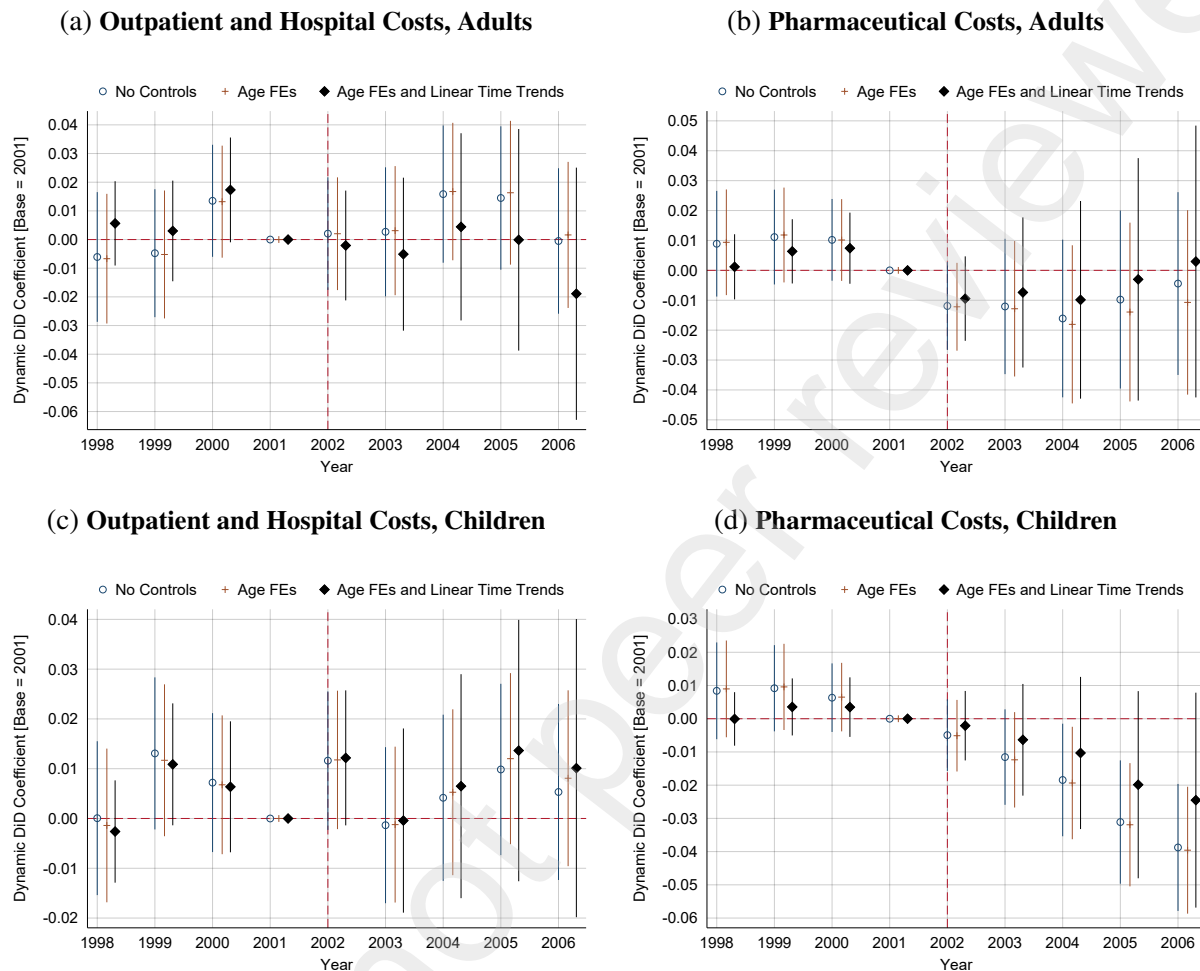 (a) Outpatient and Hospital Costs, Adults
No Controls Age FEs Age FEs and Linear Time Trends
Dynamic DiD Coefficient [Base = 2001]
0.04
0.03
0.02
0.01
0.00
-0.01
-0.02
-0.03
-0.04
-0.05
-0.06
1998 1999 2000 2001 2002 2003 2004 2005 2006
Year
(b) Pharmaceutical Costs, Adults
No Controls Age FEs Age FEs and Linear Time Trends
Dynamic DiD Coefficient [Base = 2001]
0.05
0.04
0.03
0.02
0.01
0.00
-0.01
-0.02
-0.03
-0.04
-0.05
1998 1999 2000 2001 2002 2003 2004 2005 2006
Year
(c) Outpatient and Hospital Costs, Children
No Controls Age FEs Age FEs and Linear Time Trends
Dynamic DiD Coefficient [Base = 2001]
0.04
0.03
0.02
0.01
0.00
-0.01
-0.02
1998 1999 2000 2001 2002 2003 2004 2005 2006
Year
(d) Pharmaceutical Costs, Children
No Controls Age FEs Age FEs and Linear Time Trends
Dynamic DiD Coefficient [Base = 2001]
0.03
0.02
0.01
0.00
-0.01
-0.02
-0.03
-0.04
-0.05
-0.06
1998 1999 2000 2001 2002 2003 2004 2005 2006
Year
not peer reviewe